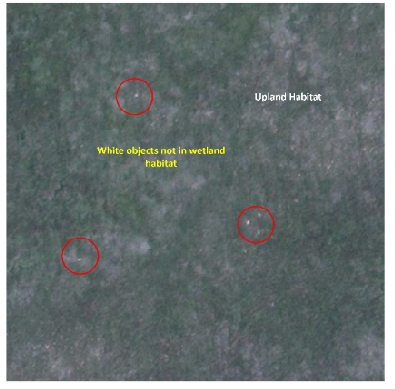 Upland Habitat
White objects not in wetland
habitat